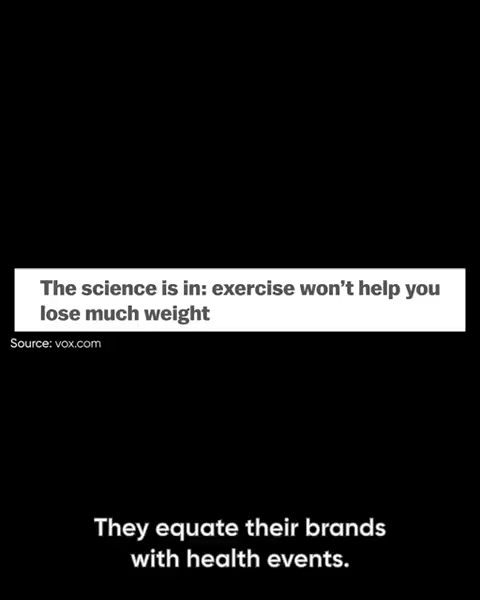 The science is in: exercise won't help you
lose much weight
Source: vox.com
They equate their brands
with health events.